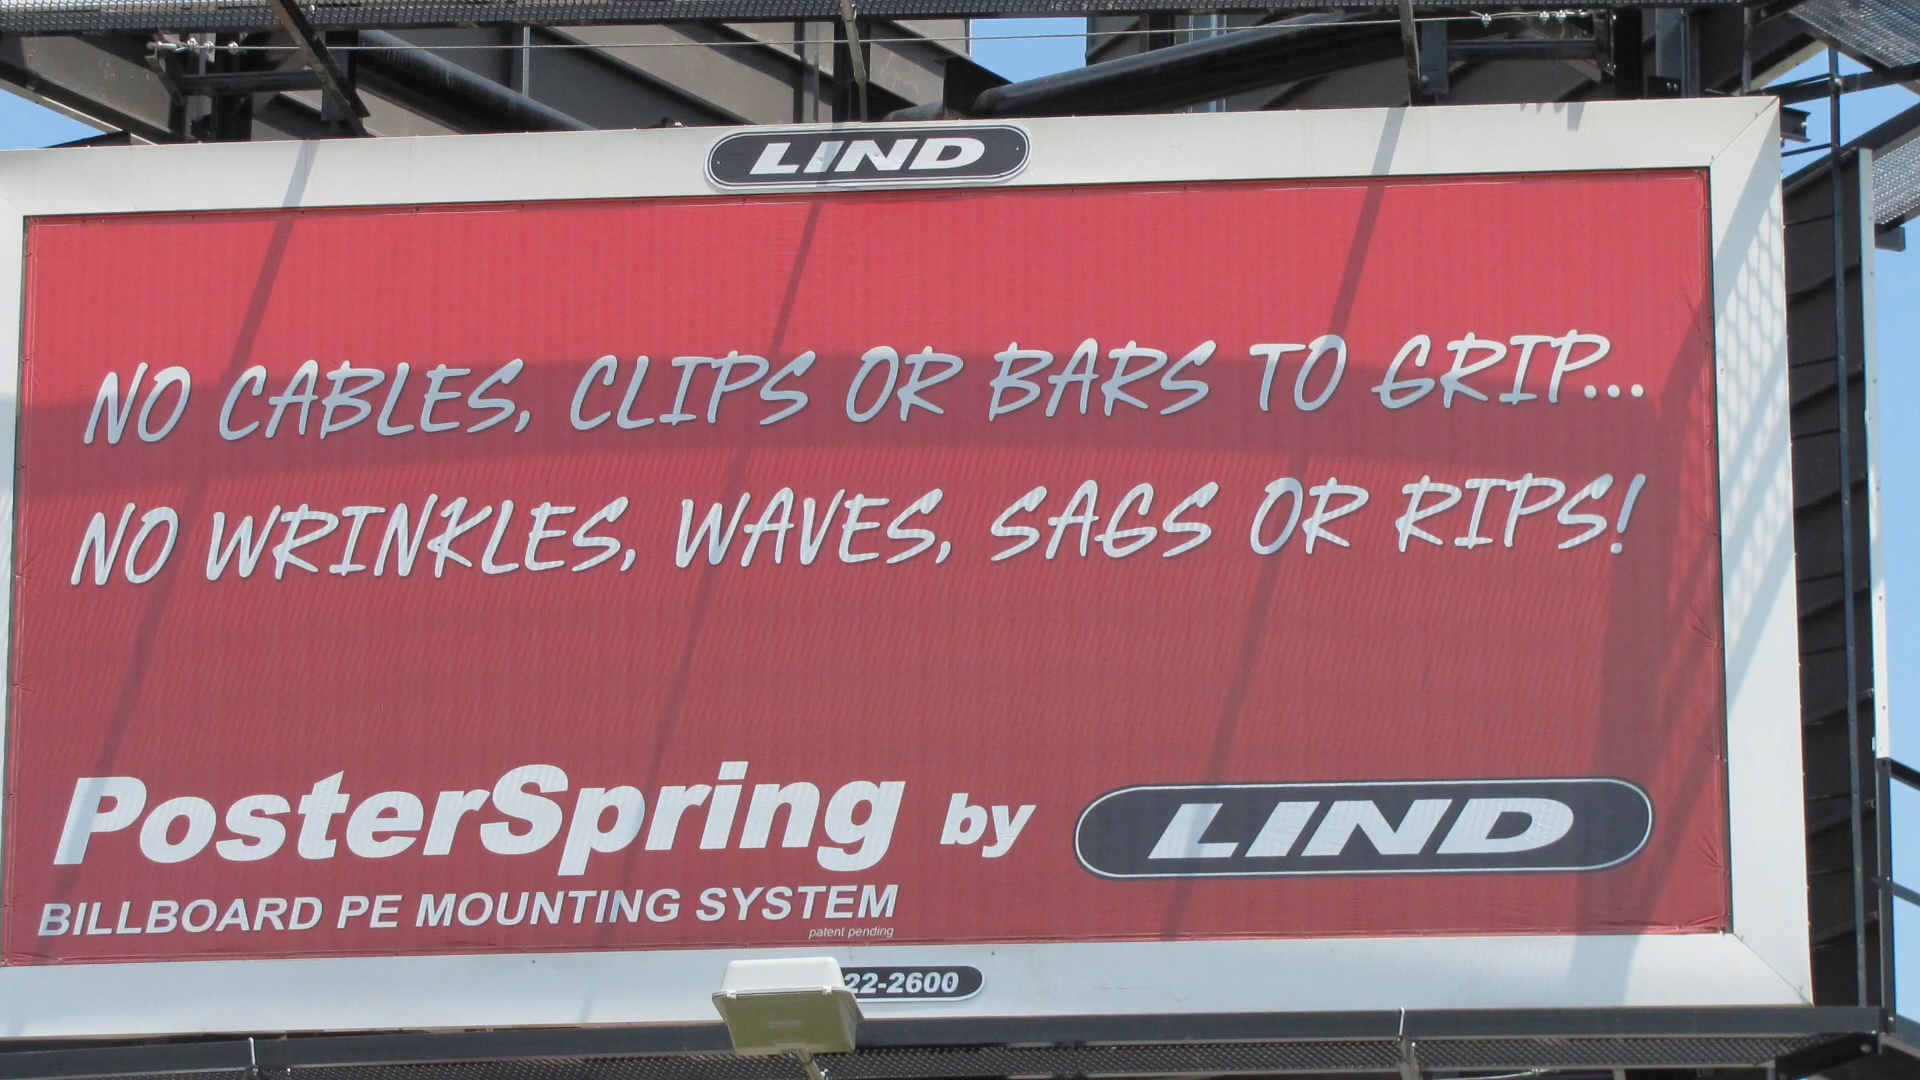 LIND
NO CABLES, CLIPS OR BARS TO GRIP...
NO WRINKLES, WAVES, SAGS OR RIPS!
PosterSpring by LIND
BILLBOARD PE MOUNTING SYSTEM
patent pending
22-2600